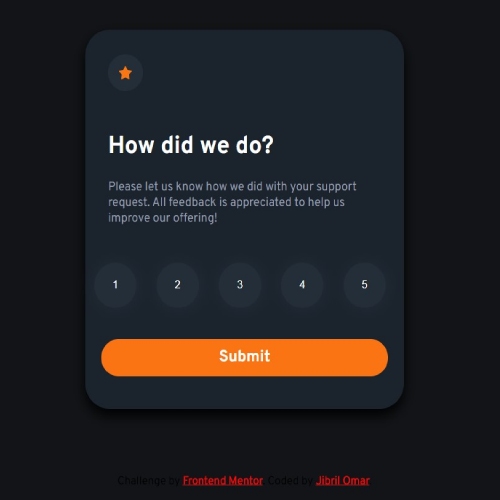 How did we do?
Please let us know how we did with your support
request. All feedback is appreciated to help us
improve our offering!
1 2 3 4 5
Submit
Challenge by Frontend Mentor. Coded by Jibril Omar